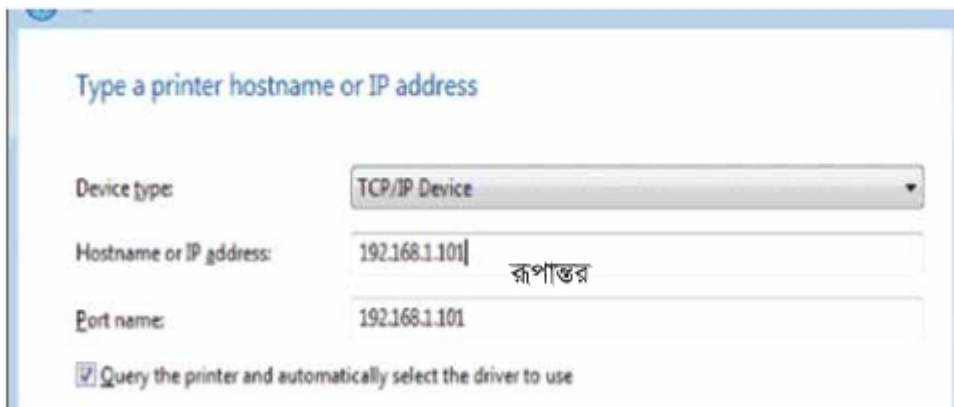 Type a printer hostname or IP address
Device type: TCP/IP Device
Hostname or IP address: 192.168.1.101
রূপান্তর
Port name: 192.168.1.101
Query the printer and automatically select the driver to use